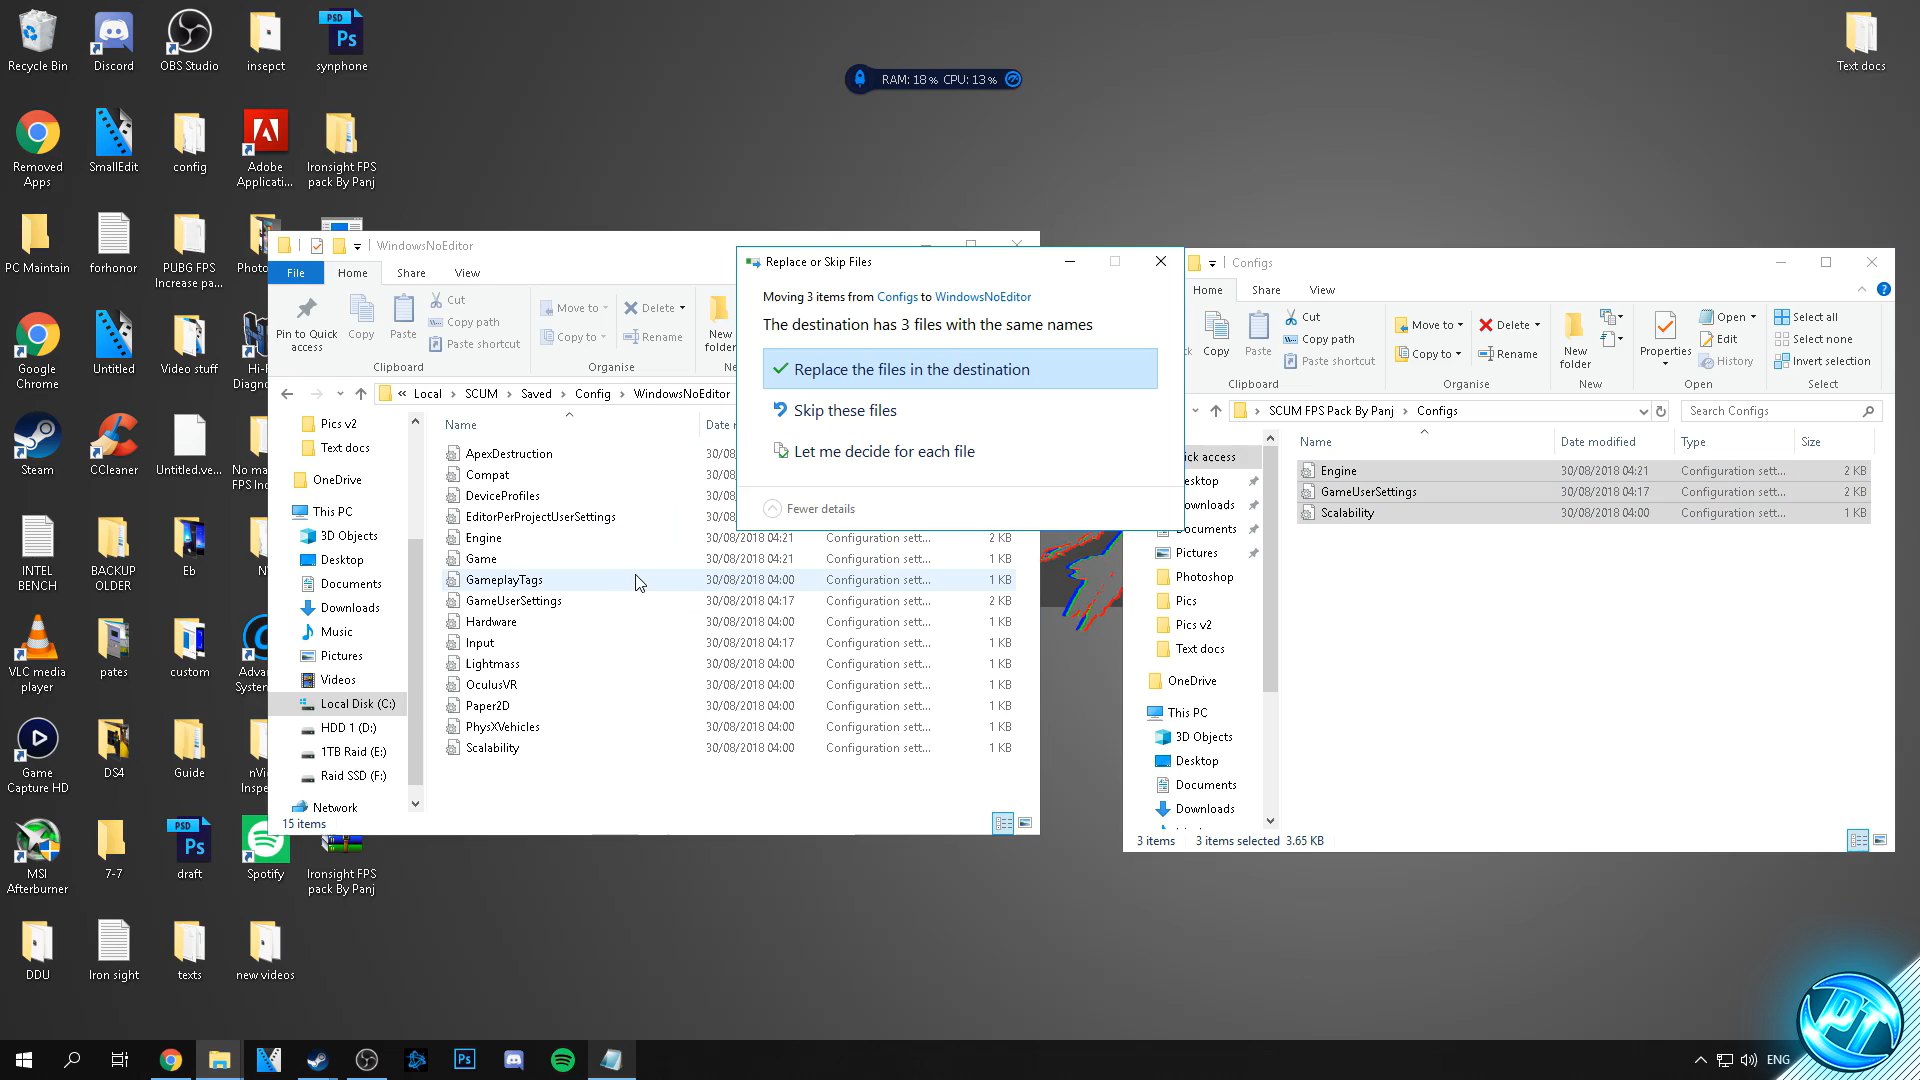 Recycle Bin
Discord
OBS Studio
insepct
PSD
Ps
synphone
Text docs
RAM: 18% CPU: 13%
Removed Apps
SmallEdit
config
Adobe Applicati...
Ironsight FPS pack By Panj
PC Maintain
forhonor
PUBG FPS Increase pa...
Google Chrome
Untitled
Video stuff
Steam
CCleaner
Untitled.ve...
INTEL BENCH
BACKUP OLDER
Eb
VLC media player
pates
custom
Game Capture HD
DS4
Guide
MSI Afterburner
7-7
PSD
Ps
draft
Spotify
Ironsight FPS pack By Panj
DDU
Iron sight
texts
new videos
WindowsNoEditor
File
Home
Share
View
Pin to Quick access
Copy
Paste
Cut
Copy path
Paste shortcut
Move to
Copy to
Delete
Rename
New folder
Clipboard
Organise
« Local > SCUM > Saved > Config > WindowsNoEditor
Pics v2
Text docs
OneDrive
This PC
3D Objects
Desktop
Documents
Downloads
Music
Pictures
Videos
Local Disk (C:)
HDD 1 (D:)
1TB Raid (E:)
Raid SSD (F:)
Network
Name
ApexDestruction
Compat
DeviceProfiles
EditorPerProjectUserSettings
Engine 30/08/2018 04:21 Configuration sett... 2 KB
Game 30/08/2018 04:21 Configuration sett... 1 KB
GameplayTags 30/08/2018 04:00 Configuration sett... 1 KB
GameUserSettings 30/08/2018 04:17 Configuration sett... 2 KB
Hardware 30/08/2018 04:00 Configuration sett... 1 KB
Input 30/08/2018 04:17 Configuration sett... 1 KB
Lightmass 30/08/2018 04:00 Configuration sett... 1 KB
OculusVR 30/08/2018 04:00 Configuration sett... 1 KB
Paper2D 30/08/2018 04:00 Configuration sett... 1 KB
PhysXVehicles 30/08/2018 04:00 Configuration sett... 1 KB
Scalability 30/08/2018 04:00 Configuration sett... 1 KB
15 items
Replace or Skip Files
Moving 3 items from Configs to WindowsNoEditor
The destination has 3 files with the same names
Replace the files in the destination
Skip these files
Let me decide for each file
Fewer details
Configs
Home
Share
View
Copy
Paste
Cut
Copy path
Paste shortcut
Move to
Copy to
Delete
Rename
New folder
Properties
Open
Edit
History
Select all
Select none
Invert selection
Clipboard
Organise
New
Open
Select
SCUM FPS Pack By Panj > Configs
Search Configs
Name Date modified Type Size
Engine 30/08/2018 04:21 Configuration sett... 2 KB
GameUserSettings 30/08/2018 04:17 Configuration sett... 2 KB
Scalability 30/08/2018 04:00 Configuration sett... 1 KB
access
Pictures
Photoshop
Pics
Pics v2
Text docs
OneDrive
This PC
3D Objects
Desktop
Documents
Downloads
3 items
3 items selected 3.65 KB
Ps
ENG
PT